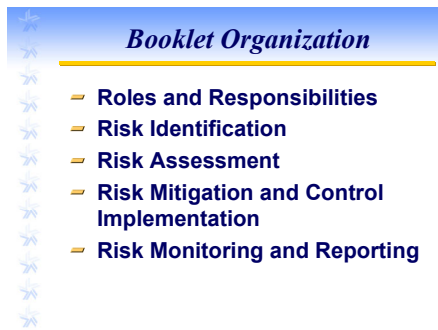 Booklet Organization
Roles and Responsibilities
Risk Identification
Risk Assessment
Risk Mitigation and Control
Implementation
Risk Monitoring and Reporting